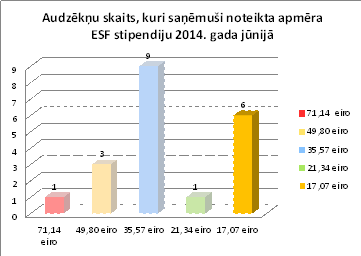 Audzēkņu skaits, kuri saņēmuši noteikta apmēra
ESF stipendiju 2014. gada jūnijā
9
8
7
6
5
4
3
2
1
0
1
3
9
1
6
71,14
eiro
49,80 eiro
35,57 eiro
21,34 eiro
17,07 eiro
71,14 eiro
49,80 eiro
35,57 eiro
21,34 eiro
17,07 eiro